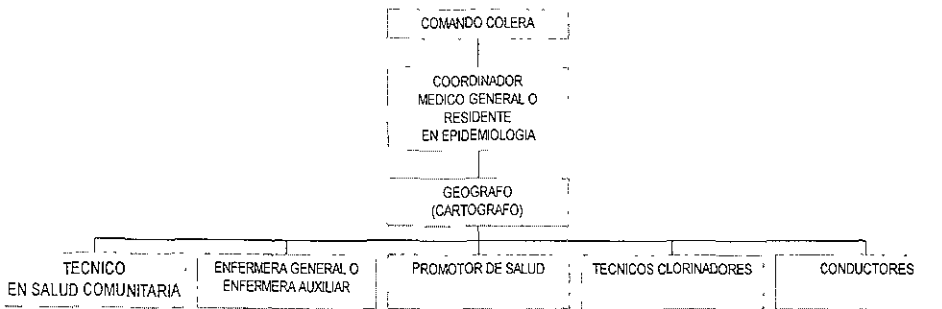 COMANDO COLERA
COORDINADOR
MEDICO GENERAL O
RESIDENTE
EN EPIDEMIOLOGIA
GEOGRAFO
(CARTOGRAFO)
TECNICO
EN SALUD COMUNITARIA
ENFERMERA GENERAL O
ENFERMERA AUXILIAR
PROMOTOR DE SALUD
TECNICOS CLORINADORES
CONDUCTORES